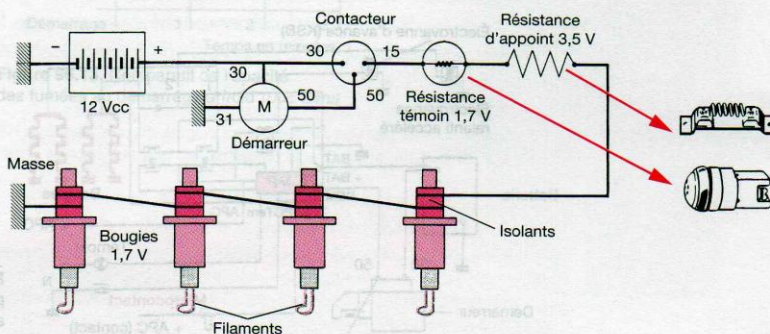 Contacteur
Résistance
d'appoint 3,5 V
–
+
30
15
30
12 Vcc
50
50
M
31
Démarreur
Résistance
témoin 1,7 V
Masse
Bougies
1,7 V
Isolants
Filaments